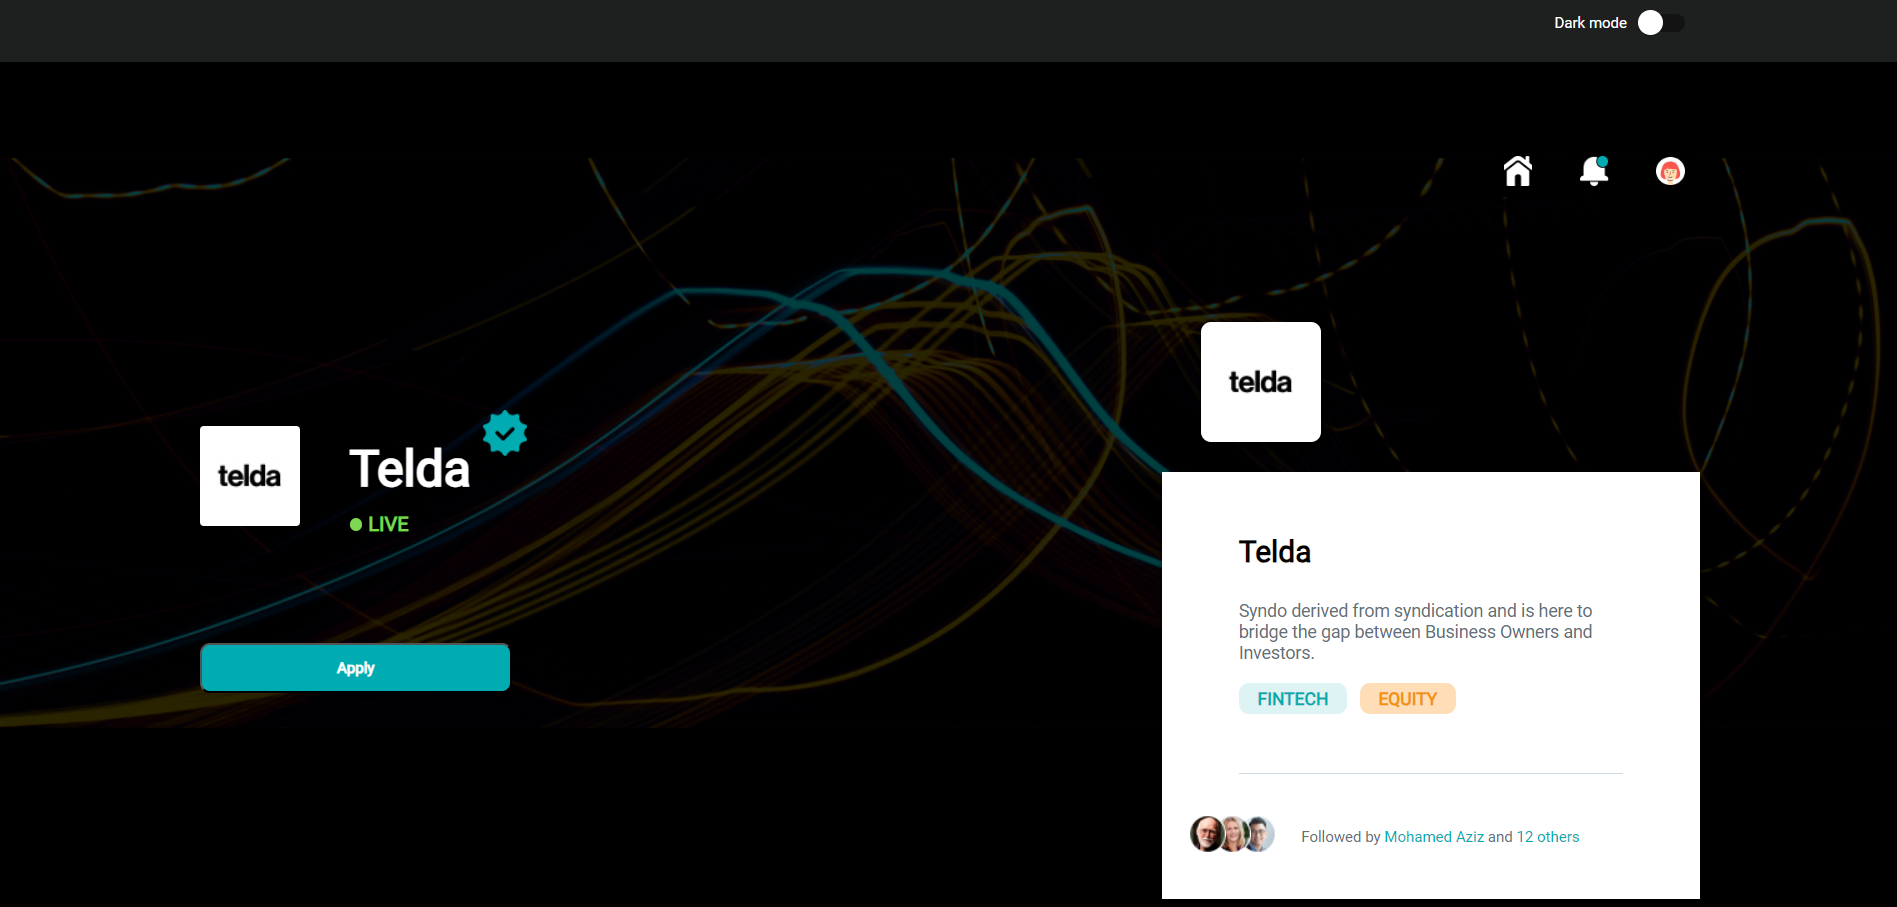 Dark mode
telda
Telda
LIVE
Apply
telda
Telda
Syndo derived from syndication and is here to
bridge the gap between Business Owners and
Investors.
FINTECH EQUITY
Followed by Mohamed Aziz and 12 others